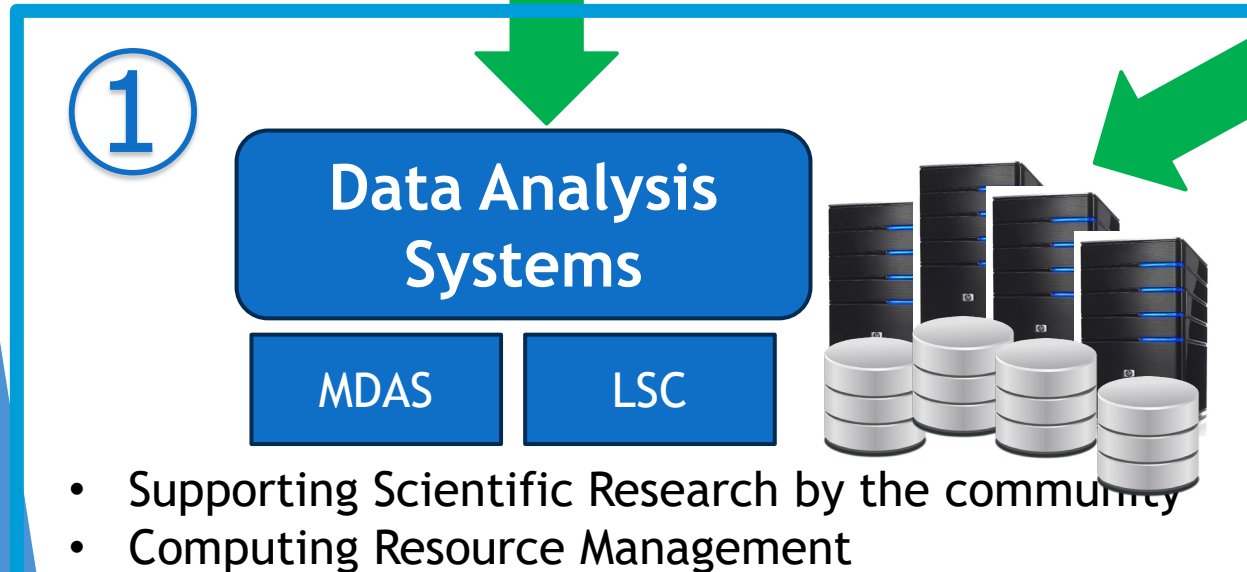 ①
Data Analysis
Systems
MDAS
LSC
• Supporting Scientific Research by the community
• Computing Resource Management